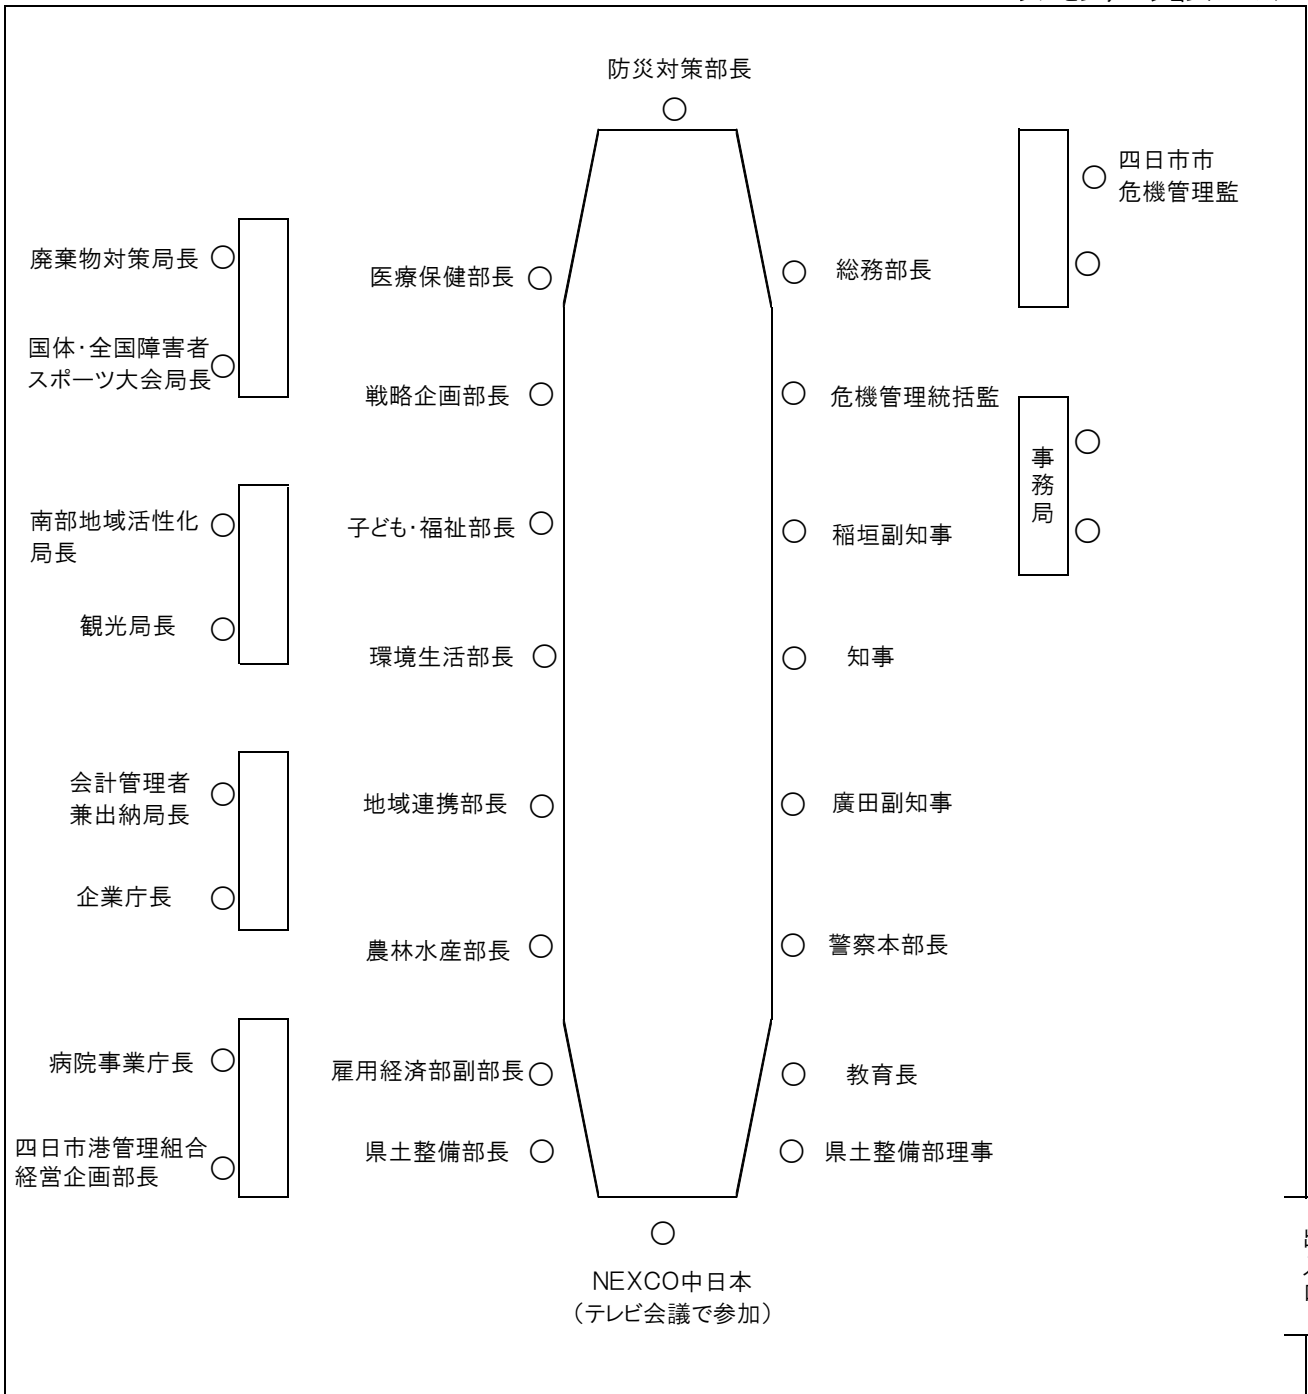 防災対策部長
四日市市
危機管理監
廃棄物対策局長
医療保健部長
総務部長
国体・全国障害者
スポーツ大会局長
戦略企画部長
危機管理統括監
事務局
南部地域活性化
局長
子ども・福祉部長
稲垣副知事
観光局長
環境生活部長
知事
会計管理者
兼出納局長
地域連携部長
廣田副知事
企業庁長
農林水産部長
警察本部長
病院事業庁長
雇用経済部副部長
教育長
四日市港管理組合
経営企画部長
県土整備部長
県土整備部理事
NEXCO中日本
（テレビ会議で参加）